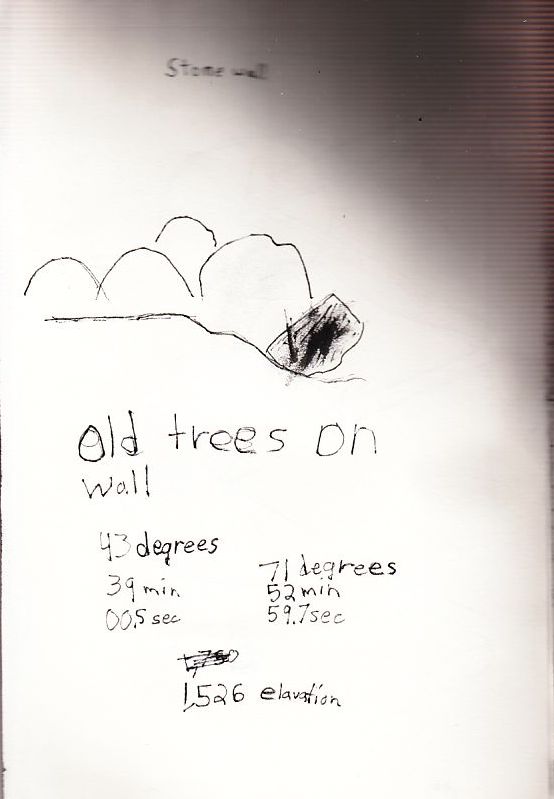 Stone wall
old trees on
wall
43 degrees
39 min
00.5 sec
71 degrees
52 min
59.7 sec
1,526 elavation